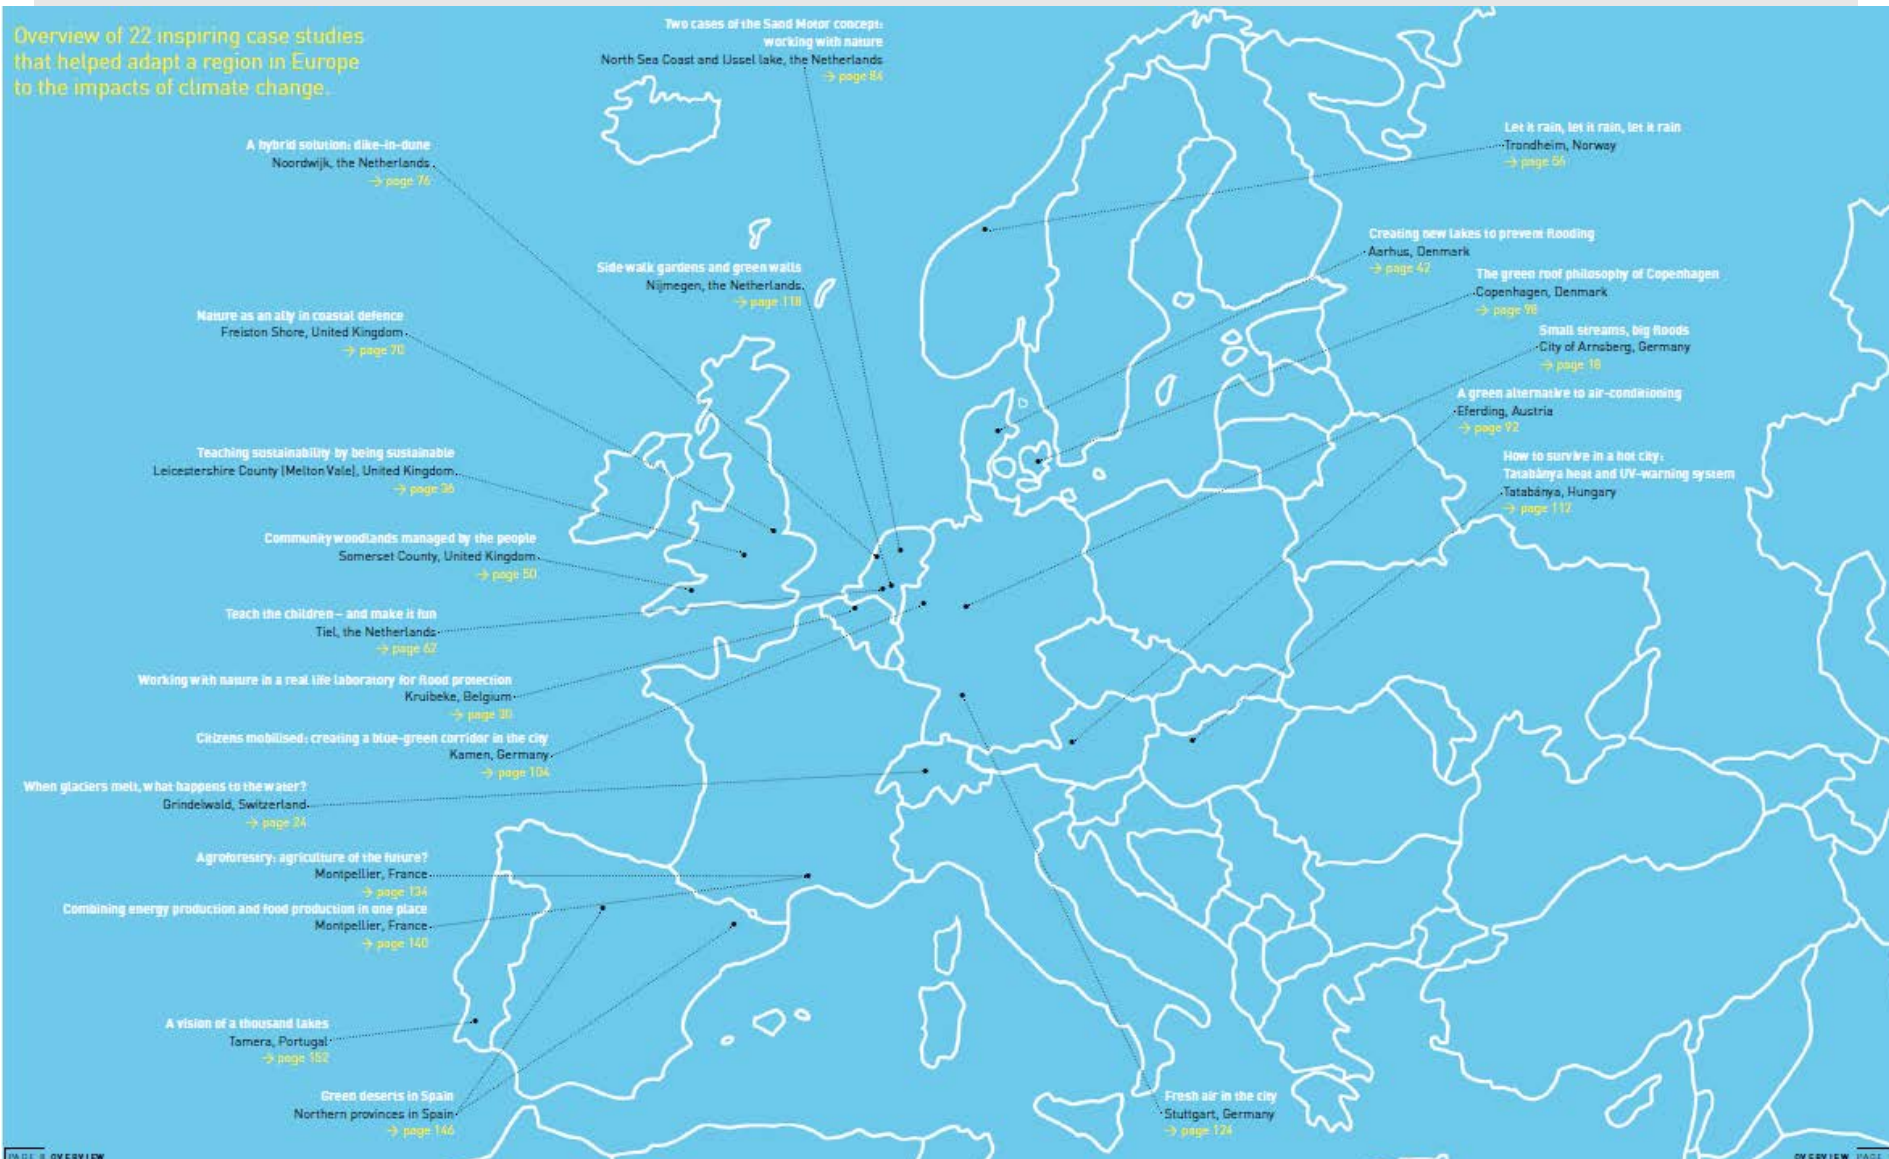 Overview of 22 inspiring case studies
that helped adapt a region in Europe
to the impacts of climate change.
Two cases of the Sand Motor concept:
working with nature
North Sea Coast and IJssel lake, the Netherlands
→ page 84
A hybrid solution: dike-in-dune
Noordwijk, the Netherlands
→ page 76
Let it rain, let it rain, let it rain
Trondheim, Norway
→ page 56
Creating new lakes to prevent flooding
Aarhus, Denmark
→ page 42
Side walk gardens and green walls
Nijmegen, the Netherlands
→ page 118
The green roof philosophy of Copenhagen
Copenhagen, Denmark
→ page 98
Nature as an ally in coastal defence
Freiston Shore, United Kingdom
→ page 70
Small streams, big floods
City of Arnsberg, Germany
→ page 18
A green alternative to air-conditioning
Eferding, Austria
→ page 92
Teaching sustainability by being sustainable
Leicestershire County (Melton Vale), United Kingdom
→ page 36
How to survive in a hot city:
Tatabánya heat and UV-warning system
Tatabánya, Hungary
→ page 112
Community woodlands managed by the people
Somerset County, United Kingdom
→ page 50
Teach the children – and make it fun
Tiel, the Netherlands
→ page 62
Working with nature in a real life laboratory for flood protection
Kruibeke, Belgium
→ page 30
Citizens mobilised: creating a blue-green corridor in the city
Kamen, Germany
→ page 104
When glaciers melt, what happens to the water?
Grindelwald, Switzerland
→ page 24
Agroforestry: agriculture of the future?
Montpellier, France
→ page 134
Combining energy production and food production in one place
Montpellier, France
→ page 140
A vision of a thousand lakes
Tamera, Portugal
→ page 152
Green deserts in Spain
Northern provinces in Spain
→ page 146
Fresh air in the city
Stuttgart, Germany
→ page 124
PAGE 8 OVERVIEW
OVERVIEW PAGE